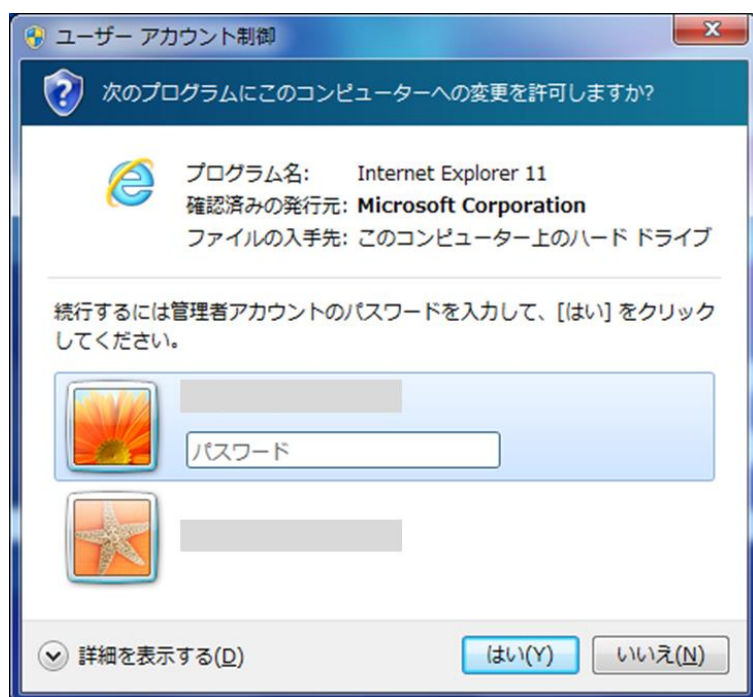 ユーザー アカウント制御
次のプログラムにこのコンピューターへの変更を許可しますか?
プログラム名: Internet Explorer 11
確認済みの発行元: Microsoft Corporation
ファイルの入手先: このコンピューター上のハード ドライブ
続行するには管理者アカウントのパスワードを入力して、[はい] をクリック
してください。
パスワード
詳細を表示する(D) はい(Y) いいえ(N)